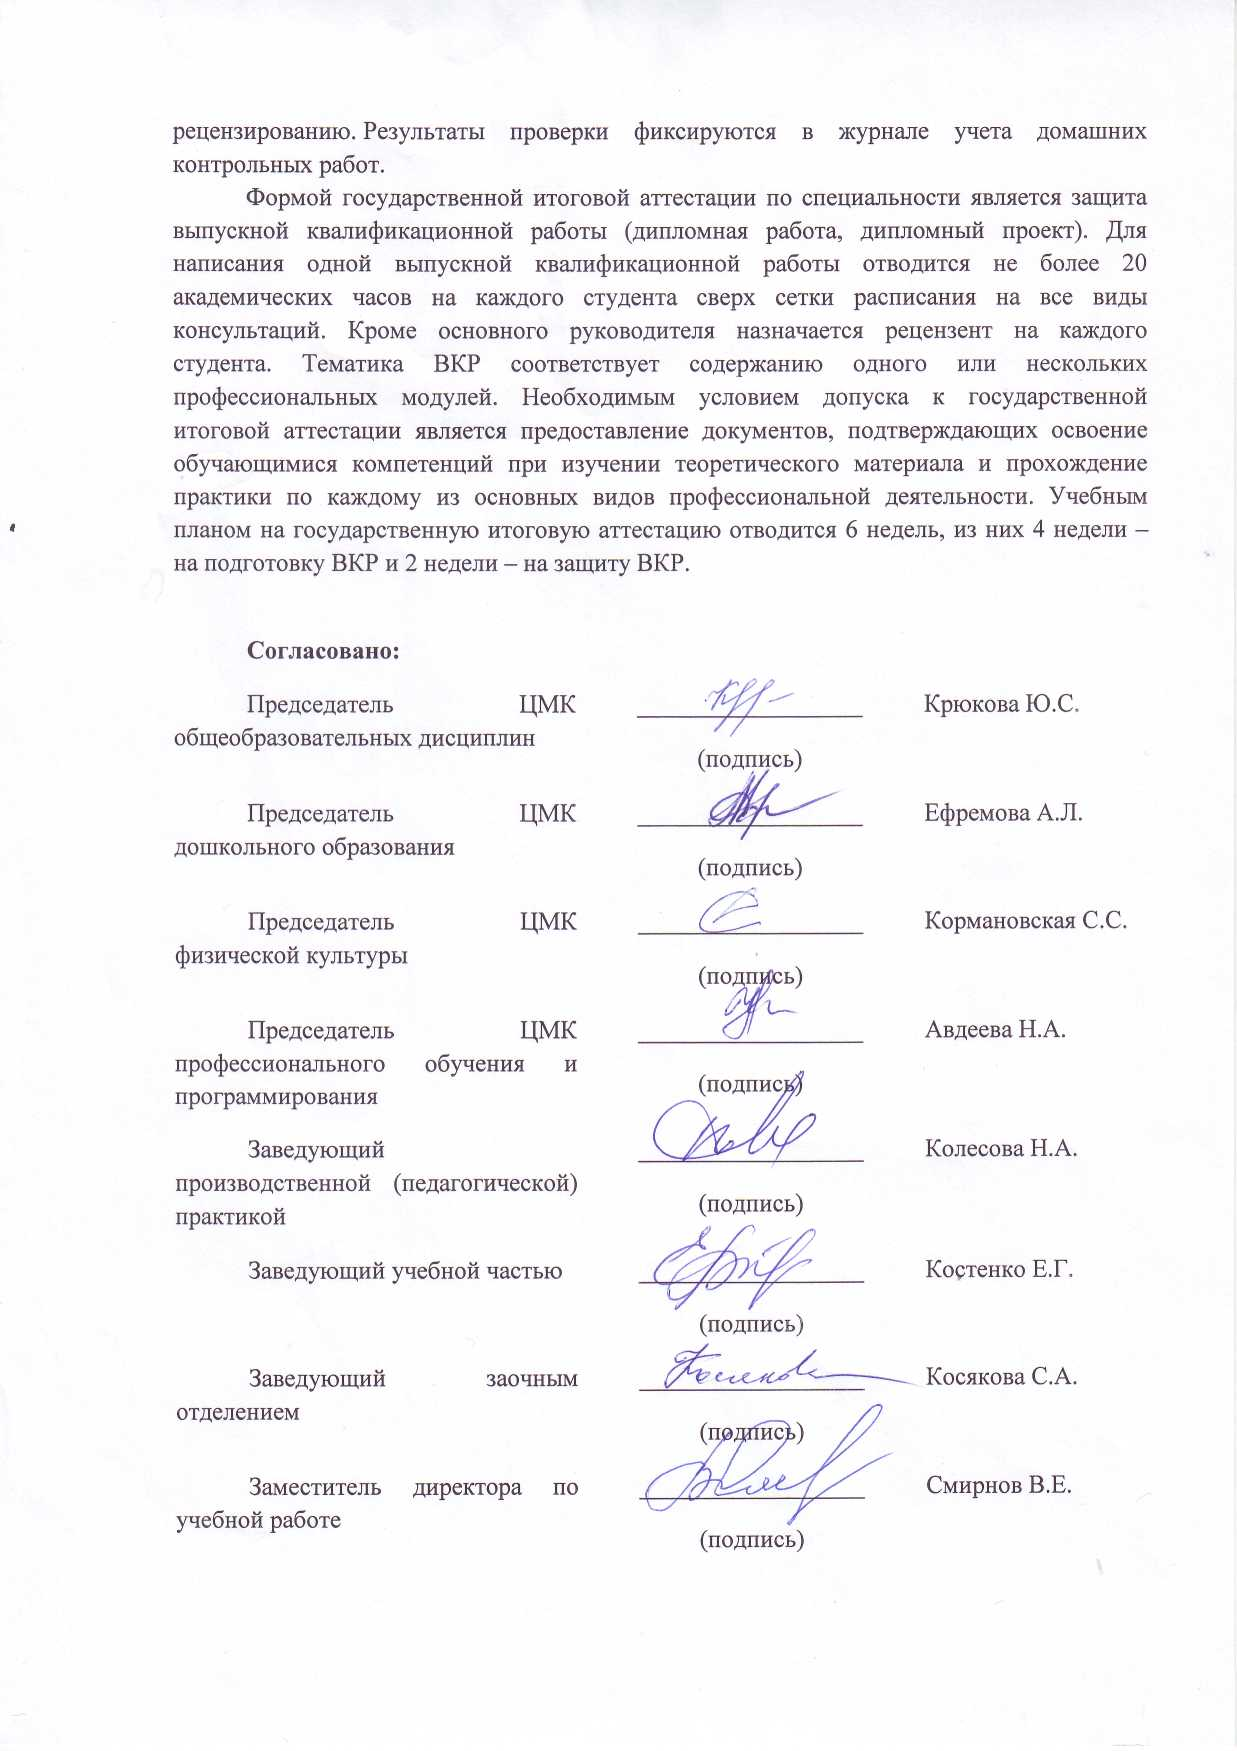 рецензированию. Результаты проверки фиксируются в журнале учета домашних
контрольных работ.
Формой государственной итоговой аттестации по специальности является защита
выпускной квалификационной работы (дипломная работа, дипломный проект). Для
написания одной выпускной квалификационной работы отводится не более 20
академических часов на каждого студента сверх сетки расписания на все виды
консультаций. Кроме основного руководителя назначается рецензент на каждого
студента. Тематика ВКР соответствует содержанию одного или нескольких
профессиональных модулей. Необходимым условием допуска к государственной
итоговой аттестации является предоставление документов, подтверждающих освоение
обучающимися компетенций при изучении теоретического материала и прохождение
практики по каждому из основных видов профессиональной деятельности. Учебным
планом на государственную итоговую аттестацию отводится 6 недель, из них 4 недели –
на подготовку ВКР и 2 недели – на защиту ВКР.
Согласовано:
Председатель ЦМК Крюкова Ю.С.
общеобразовательных дисциплин
(подпись)
Председатель ЦМК Ефремова А.Л.
дошкольного образования
(подпись)
Председатель ЦМК Кормановская С.С.
физической культуры
(подпись)
Председатель ЦМК Авдеева Н.А.
профессионального обучения и
(подпись)
программирования
Заведующий Колесова Н.А.
производственной (педагогической)
(подпись)
практикой
Заведующий учебной частью Костенко Е.Г.
(подпись)
Заведующий заочным Косякова С.А.
отделением
(подпись)
Заместитель директора по Смирнов В.Е.
учебной работе
(подпись)